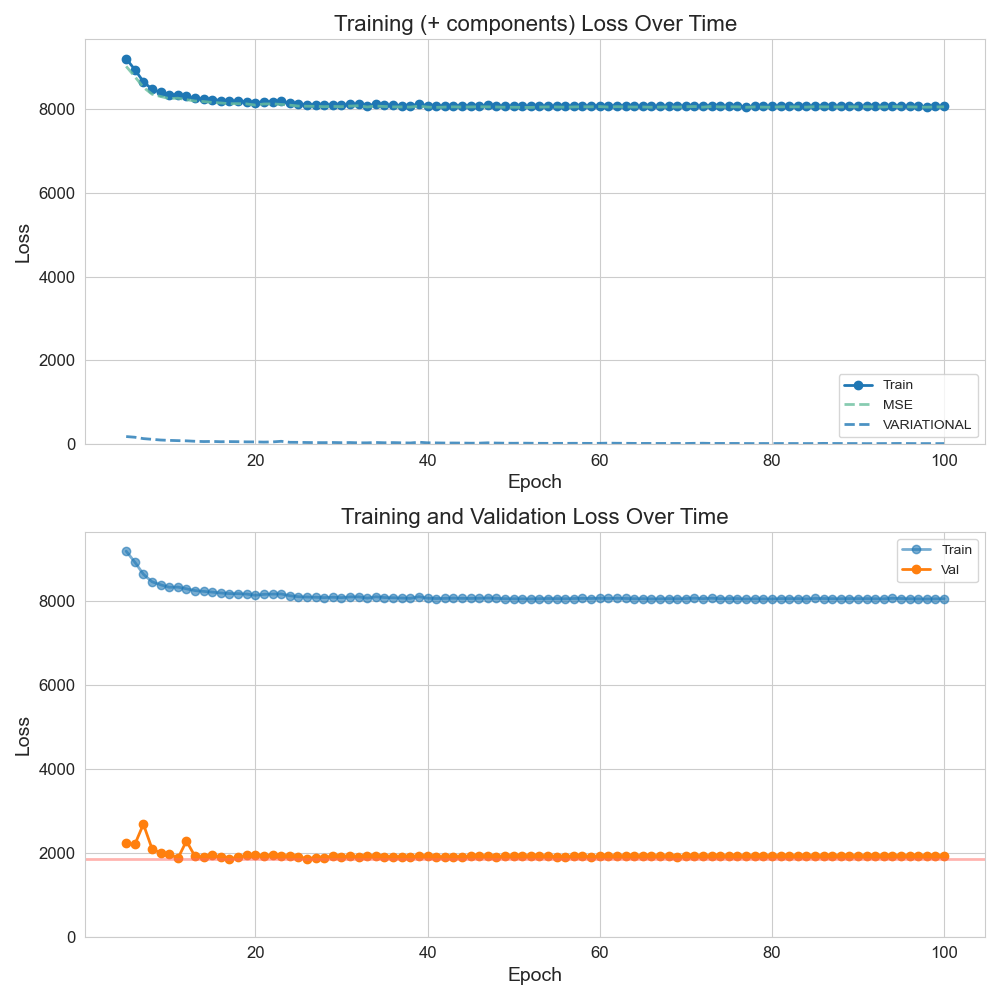 Training (+ components) Loss Over Time
Loss
8000
6000
4000
2000
0
Train
MSE
VARIATIONAL
20
40
60
80
100
Epoch
Training and Validation Loss Over Time
Loss
8000
6000
4000
2000
0
Train
Val
20
40
60
80
100
Epoch